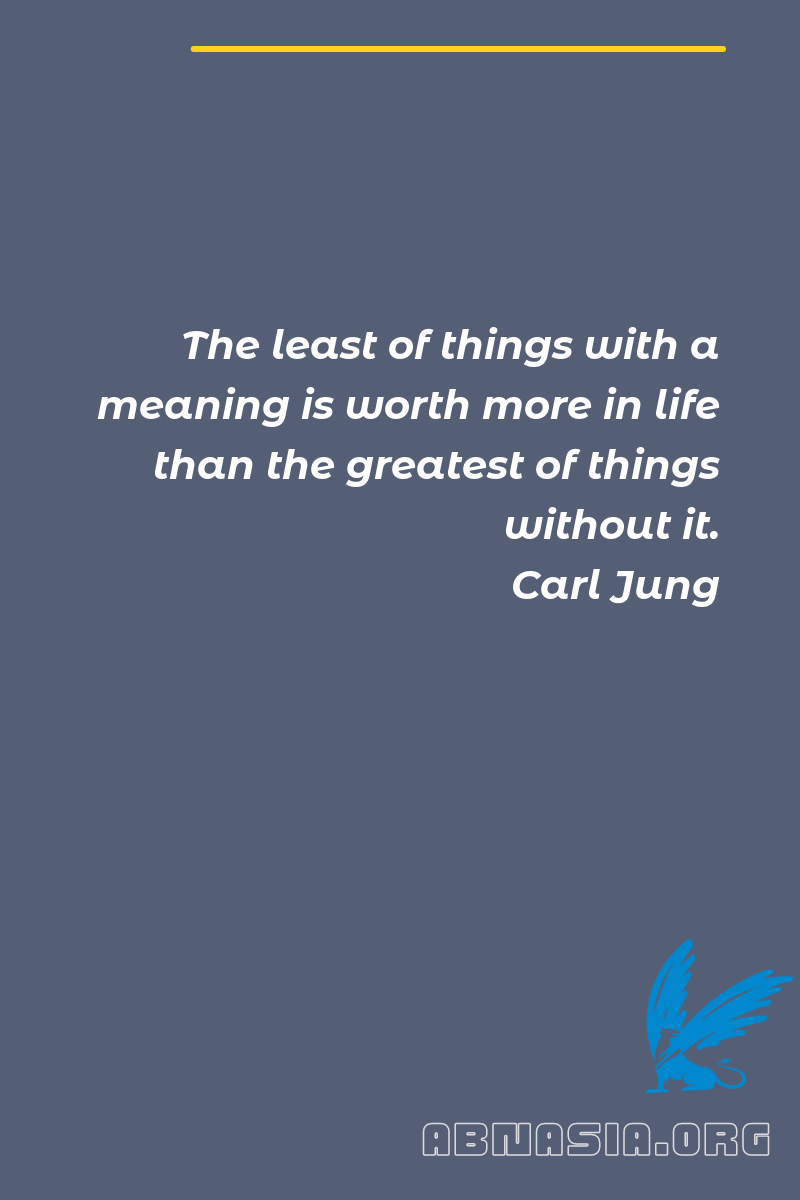 The least of things with a
meaning is worth more in life
than the greatest of things
without it.
Carl Jung
ABNASIA.ORG